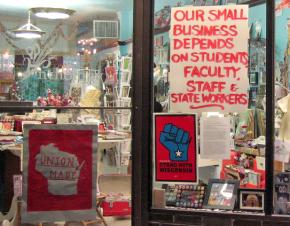 OUR SMALL
BUSINESS
DEPENDS
ON STUDENTS
FACULTY,
STAFF &
STATE WORKERS
UNION
MADE
STAND WITH
WISCONSIN